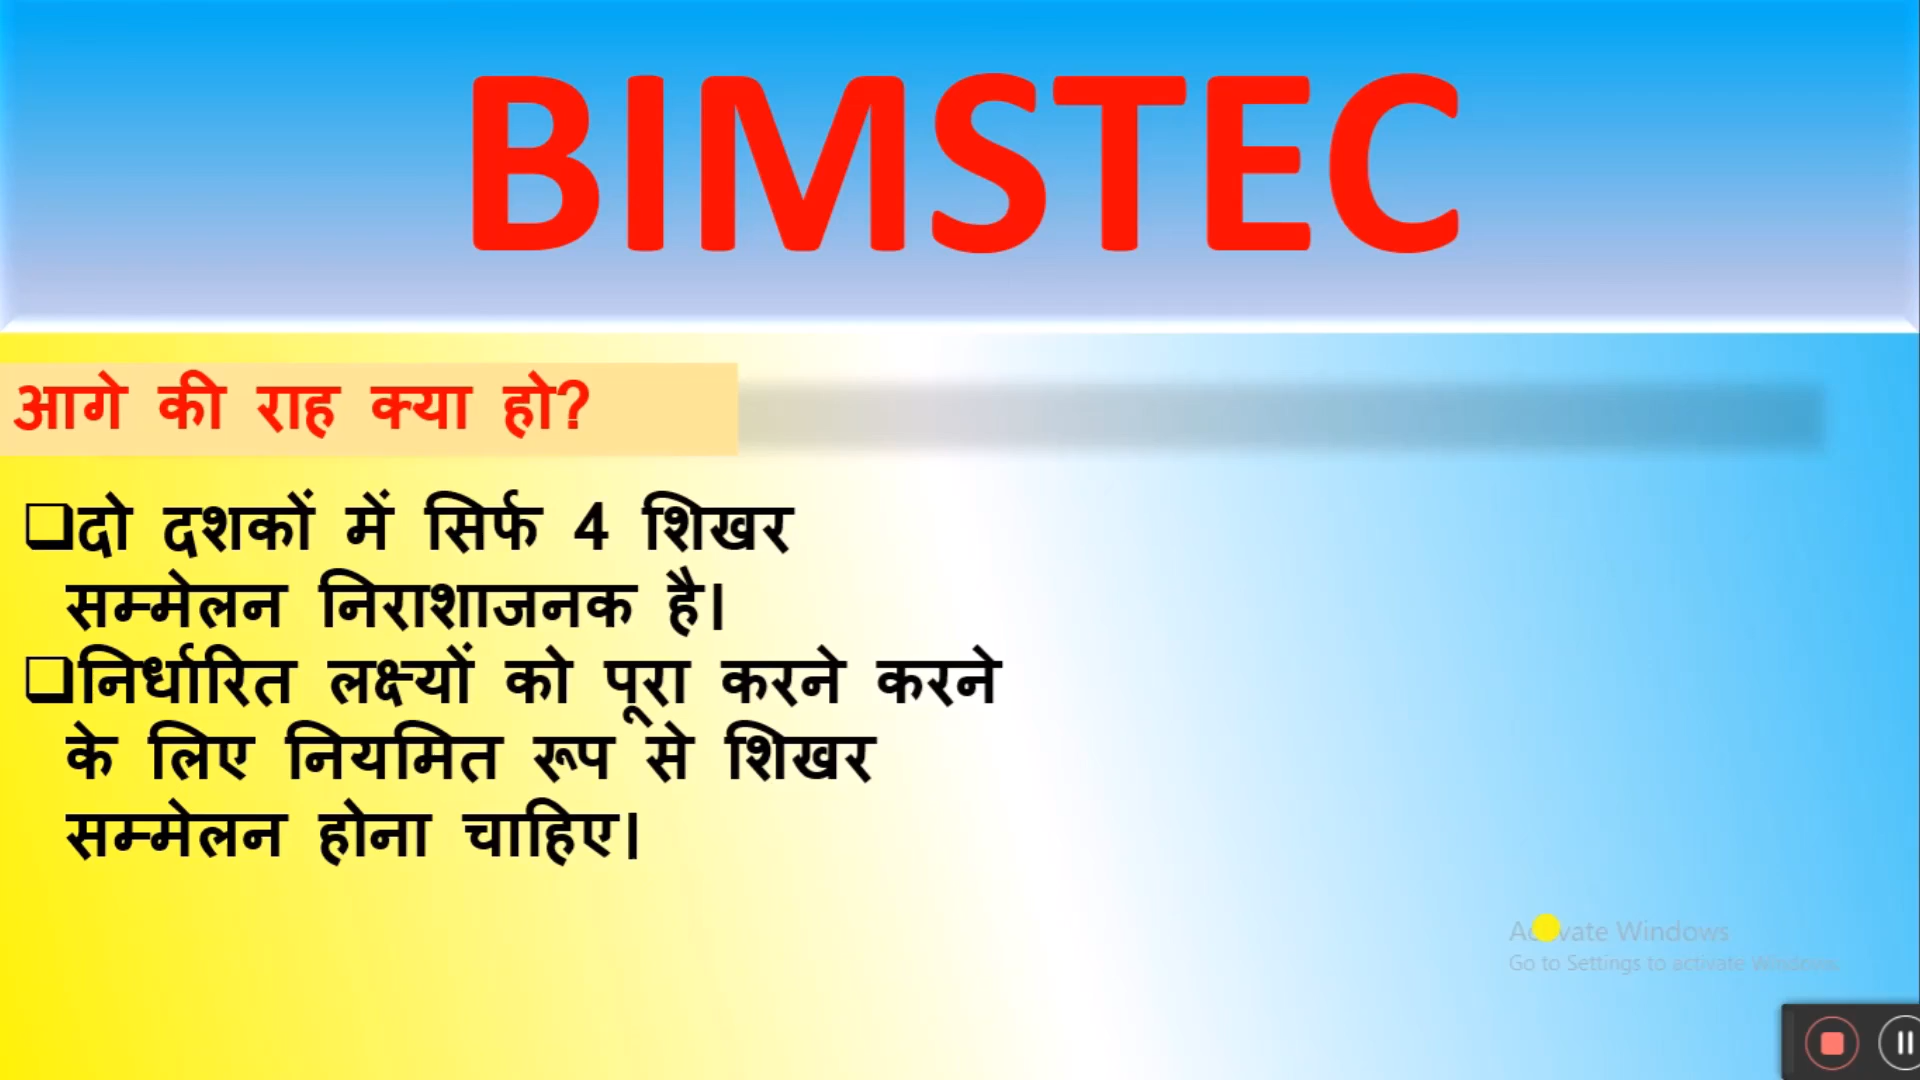 BIMSTEC
आगे की राह क्या हो?
❑दो दशकों में सिर्फ 4 शिखर
सम्मेलन निराशाजनक है।
❑निर्धारित लक्ष्यों को पूरा करने करने
के लिए नियमित रूप से शिखर
सम्मेलन होना चाहिए।
Activate Windows
Go to Settings to activate Windows.